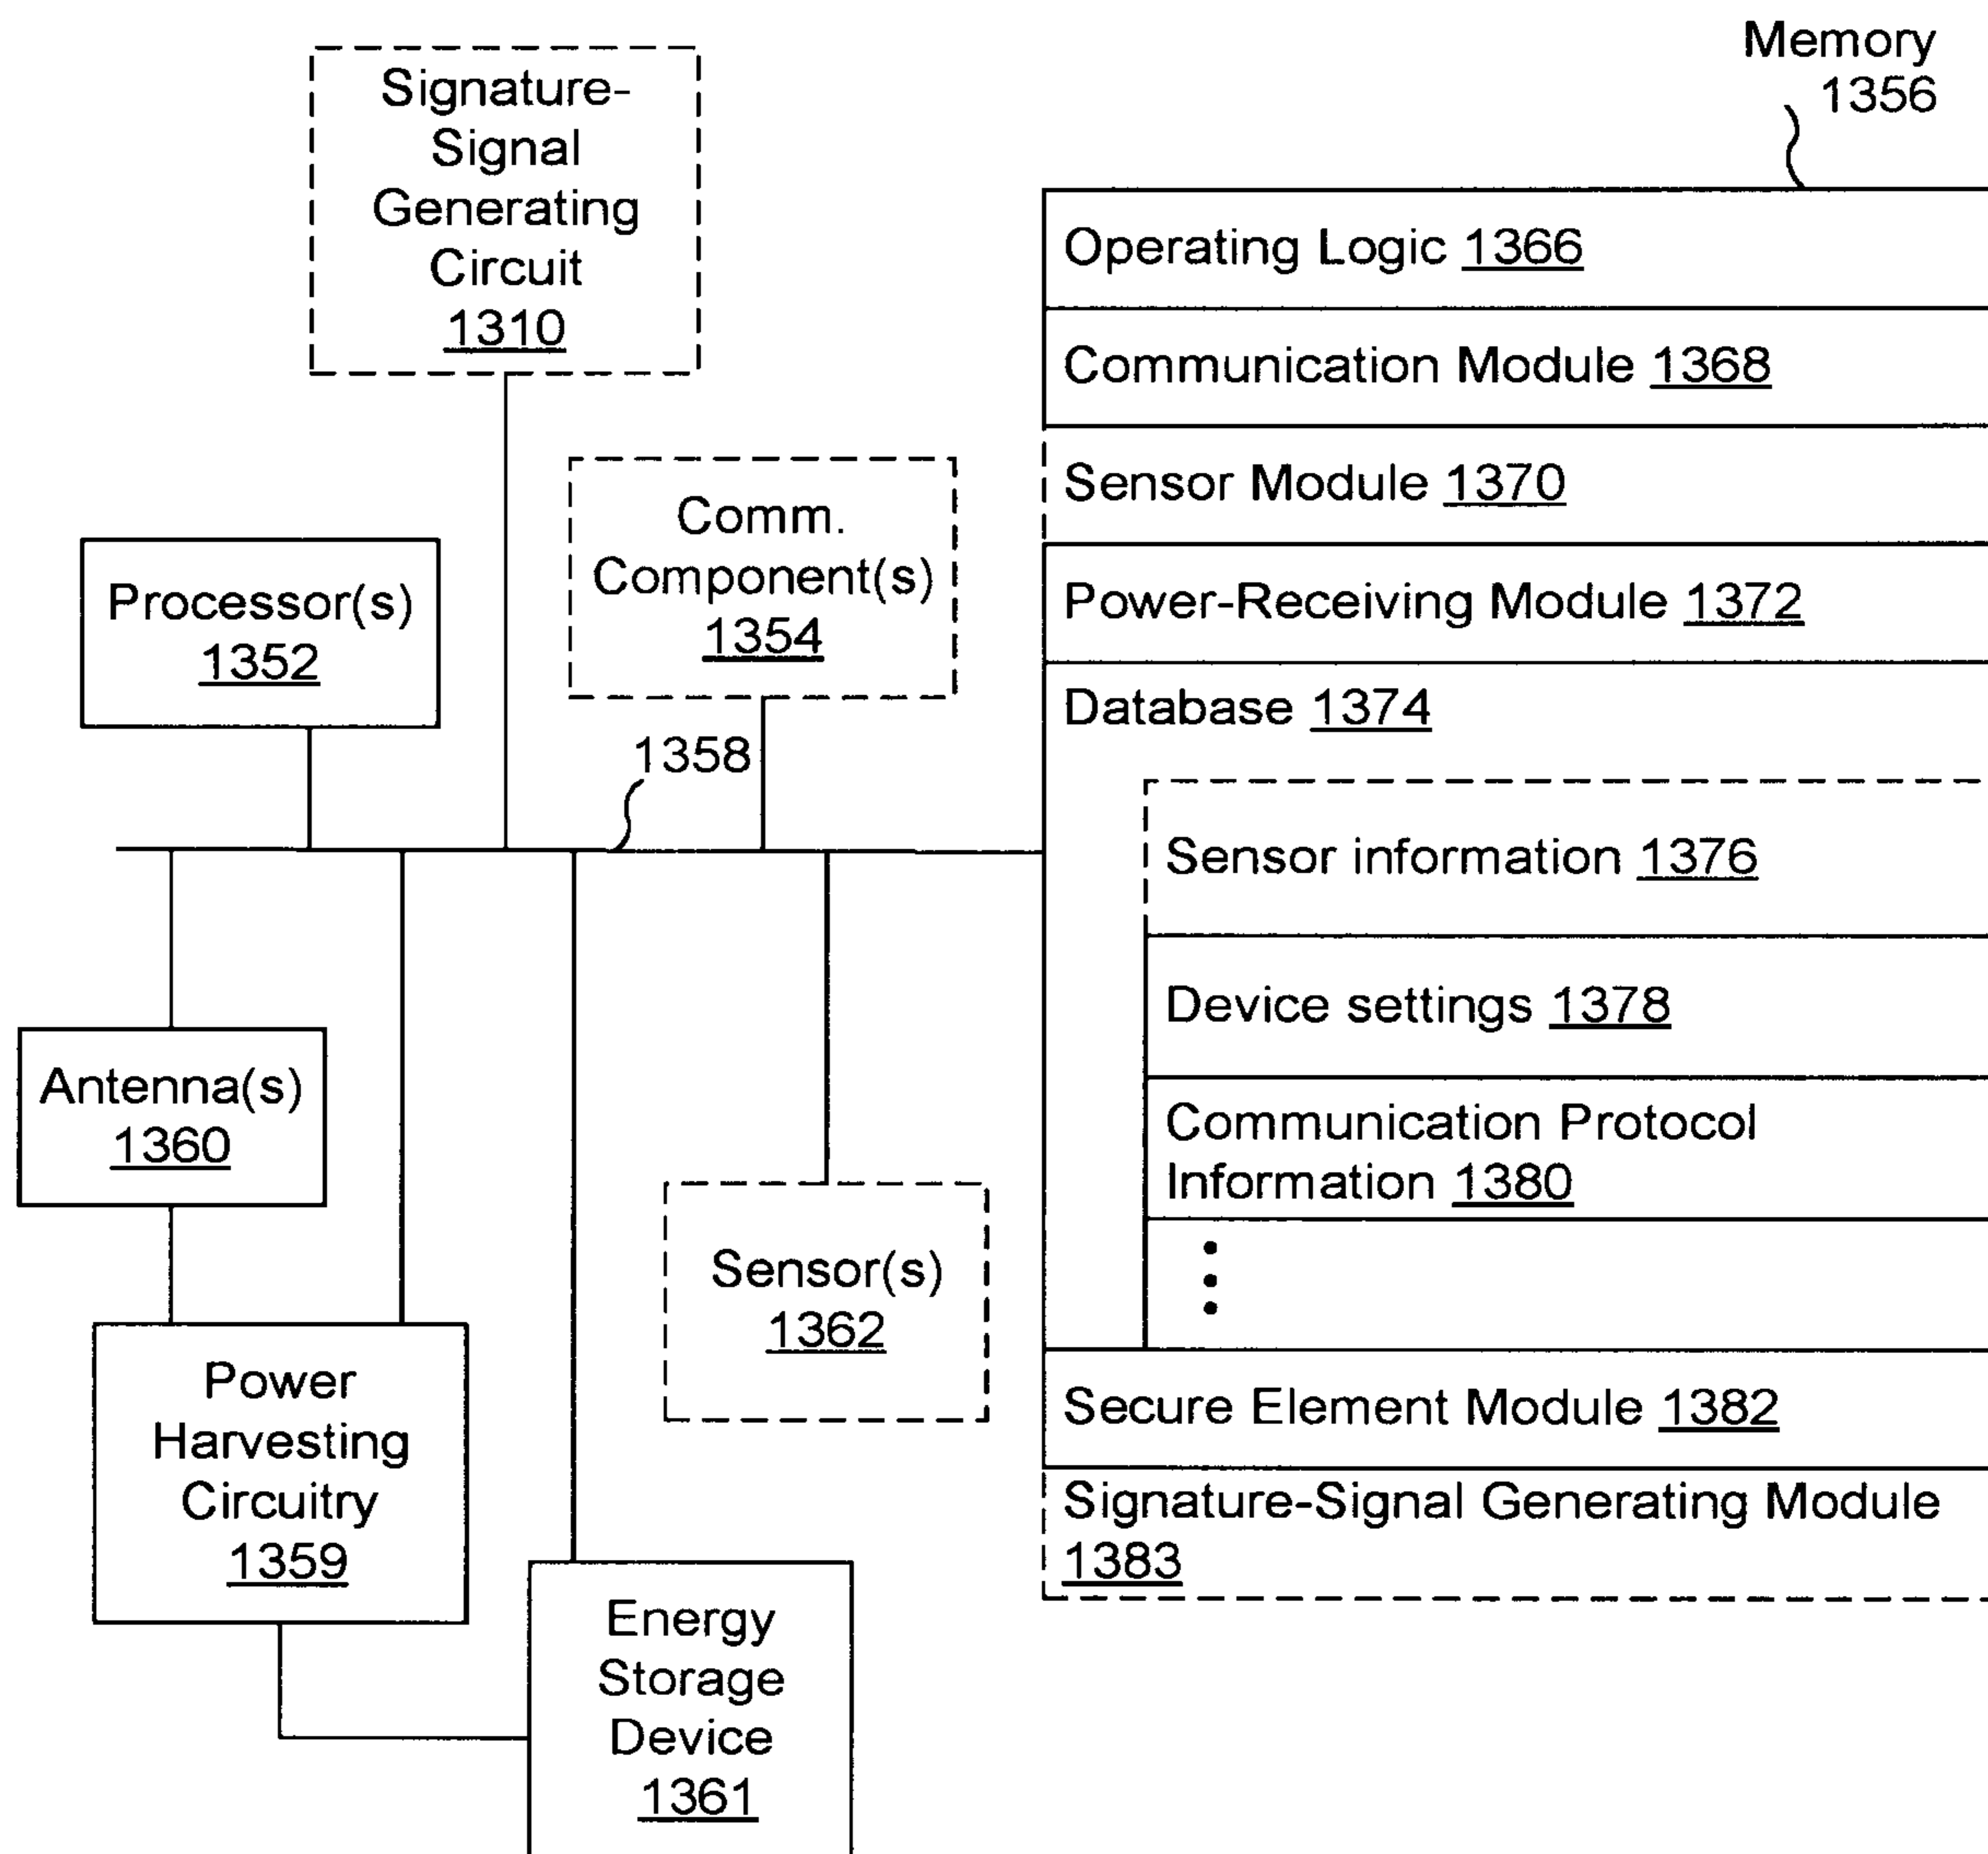 Signature-
Signal
Generating
Circuit
1310
Comm.
Component(s)
1354
Processor(s)
1352
1358
Antenna(s)
1360
Power
Harvesting
Circuitry
1359
Sensor(s)
1362
Energy
Storage
Device
1361
Memory
1356
Operating Logic 1366
Communication Module 1368
Sensor Module 1370
Power-Receiving Module 1372
Database 1374
Sensor information 1376
Device settings 1378
Communication Protocol
Information 1380
Secure Element Module 1382
Signature-Signal Generating Module
1383